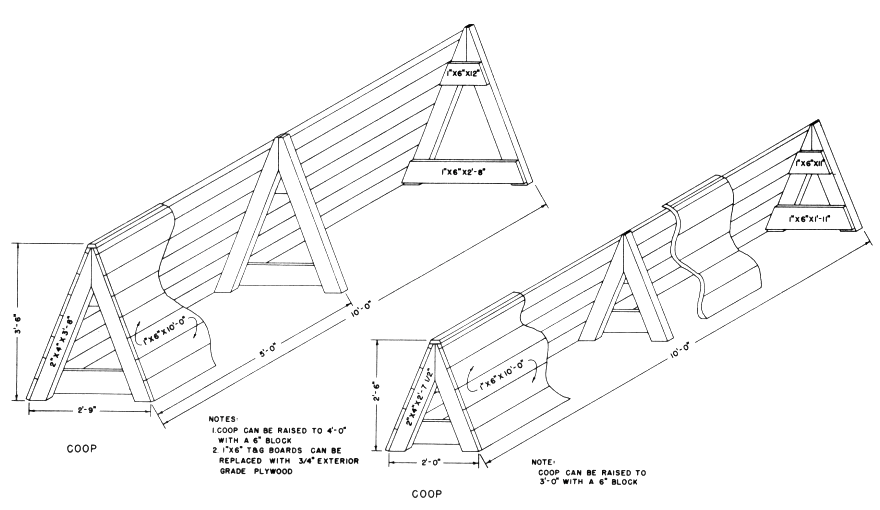 1"X6"X12"
1"X6"X2'-8"
3'-6"
2"X4"X3'-8"
1"X6"X10'-0"
2'-9"
5'-0"
10'-0"
COOP
NOTES:
1. COOP CAN BE RAISED TO 4'-0"
WITH A 6" BLOCK
2. 1"X6" T&G BOARDS CAN BE
REPLACED WITH 3/4" EXTERIOR
GRADE PLYWOOD
1"X6"X11"
1"X6"X1'-11"
2'-6"
2"X4"X2'-7 1/2"
1"X6"X10'-0"
2'-0"
10'-0"
COOP
NOTE:
COOP CAN BE RAISED TO
3'-0" WITH A 6" BLOCK